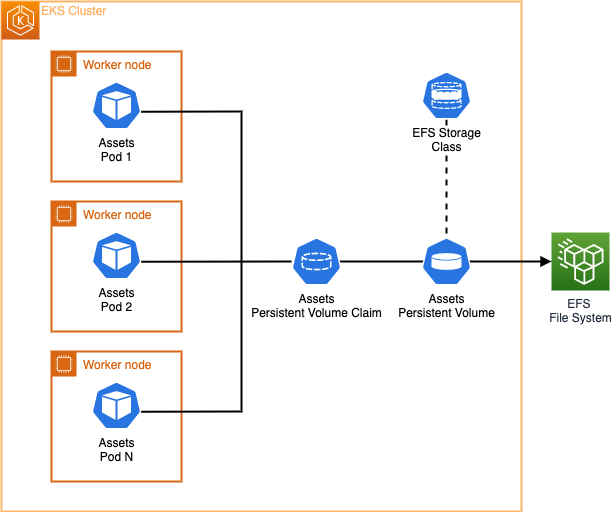 EKS Cluster
Worker node
Assets
Pod 1
EFS Storage
Class
Worker node
Assets
Pod 2
Assets
Persistent Volume Claim
Assets
Persistent Volume
EFS
File System
Worker node
Assets
Pod N